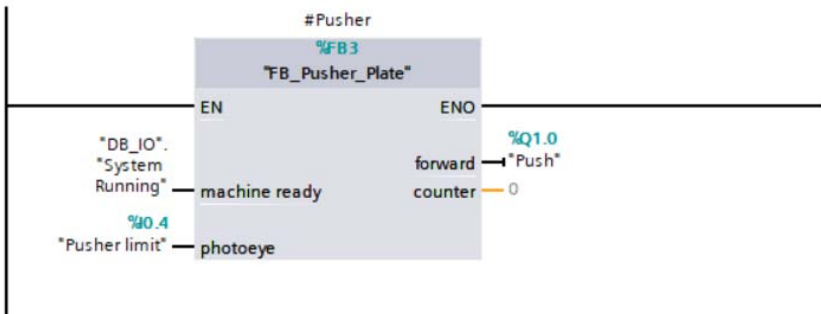 #Pusher
%FB3
"FB_Pusher_Plate"
EN
ENO
"DB_IO".
"System
Running"
machine ready
%Q1.0
forward
"Push"
counter
0
%I0.4
"Pusher limit"
photoeye